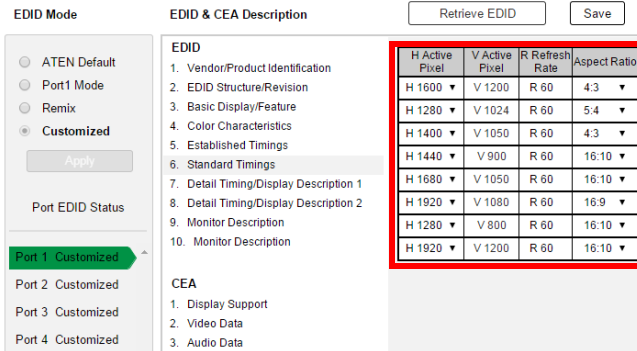 EDID Mode
ATEN Default
Port1 Mode
Remix
Customized
Apply
Port EDID Status
Port 1 Customized
Port 2 Customized
Port 3 Customized
Port 4 Customized
EDID & CEA Description
Retrieve EDID
Save
EDID
1. Vendor/Product Identification
2. EDID Structure/Revision
3. Basic Display/Feature
4. Color Characteristics
5. Established Timings
6. Standard Timings
7. Detail Timing/Display Description 1
8. Detail Timing/Display Description 2
9. Monitor Description
10. Monitor Description
CEA
1. Display Support
2. Video Data
3. Audio Data
H Active Pixel V Active Pixel R Refresh Rate Aspect Ratio
H 1600 ▼ V 1200 R 60 4:3 ▼
H 1280 ▼ V 1024 R 60 5:4 ▼
H 1400 ▼ V 1050 R 60 4:3 ▼
H 1440 ▼ V 900 R 60 16:10 ▼
H 1680 ▼ V 1050 R 60 16:10 ▼
H 1920 ▼ V 1080 R 60 16:9 ▼
H 1280 ▼ V 800 R 60 16:10 ▼
H 1920 ▼ V 1200 R 60 16:10 ▼